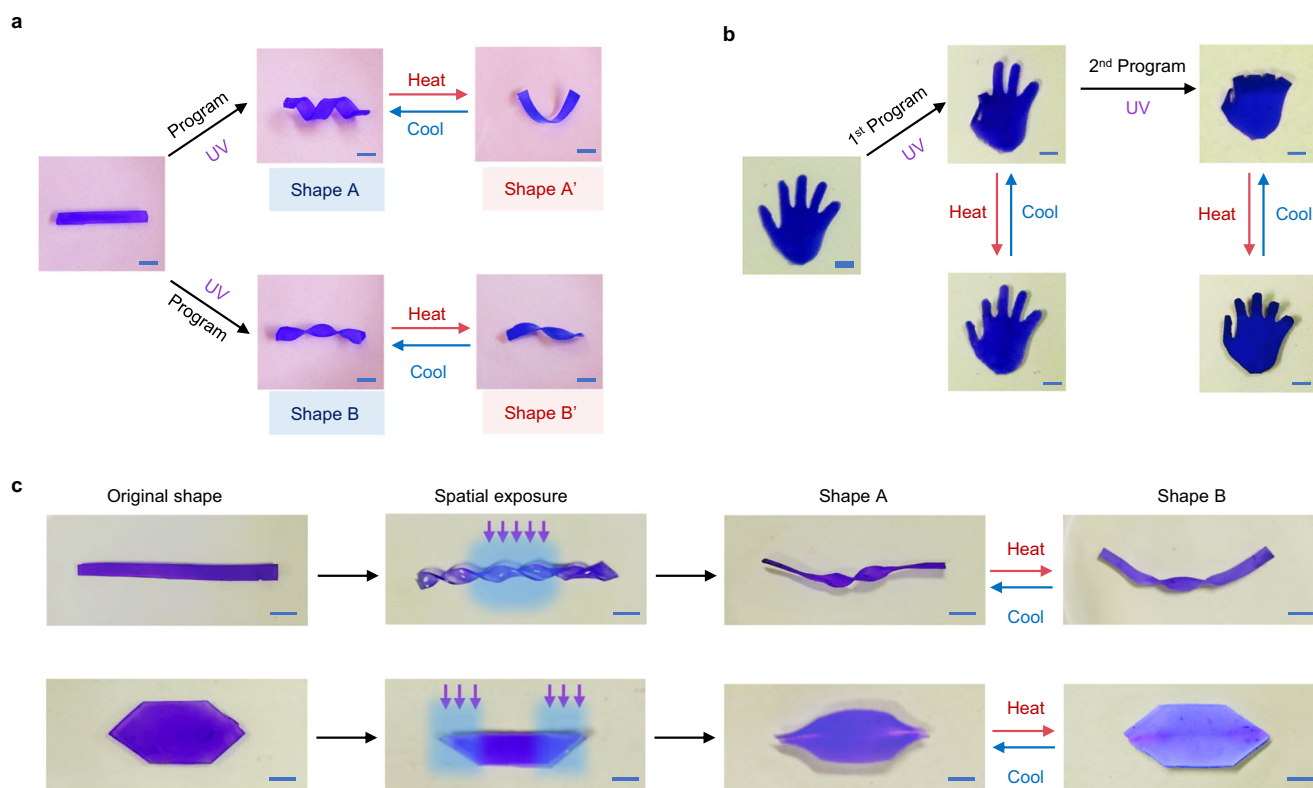 a
Program
UV
Heat
Cool
Shape A
Shape A’
UV
Program
Heat
Cool
Shape B
Shape B’
b
1st Program
UV
2nd Program
UV
Heat
Cool
Heat
Cool
c
Original shape
Spatial exposure
Shape A
Shape B
Heat
Cool
Heat
Cool